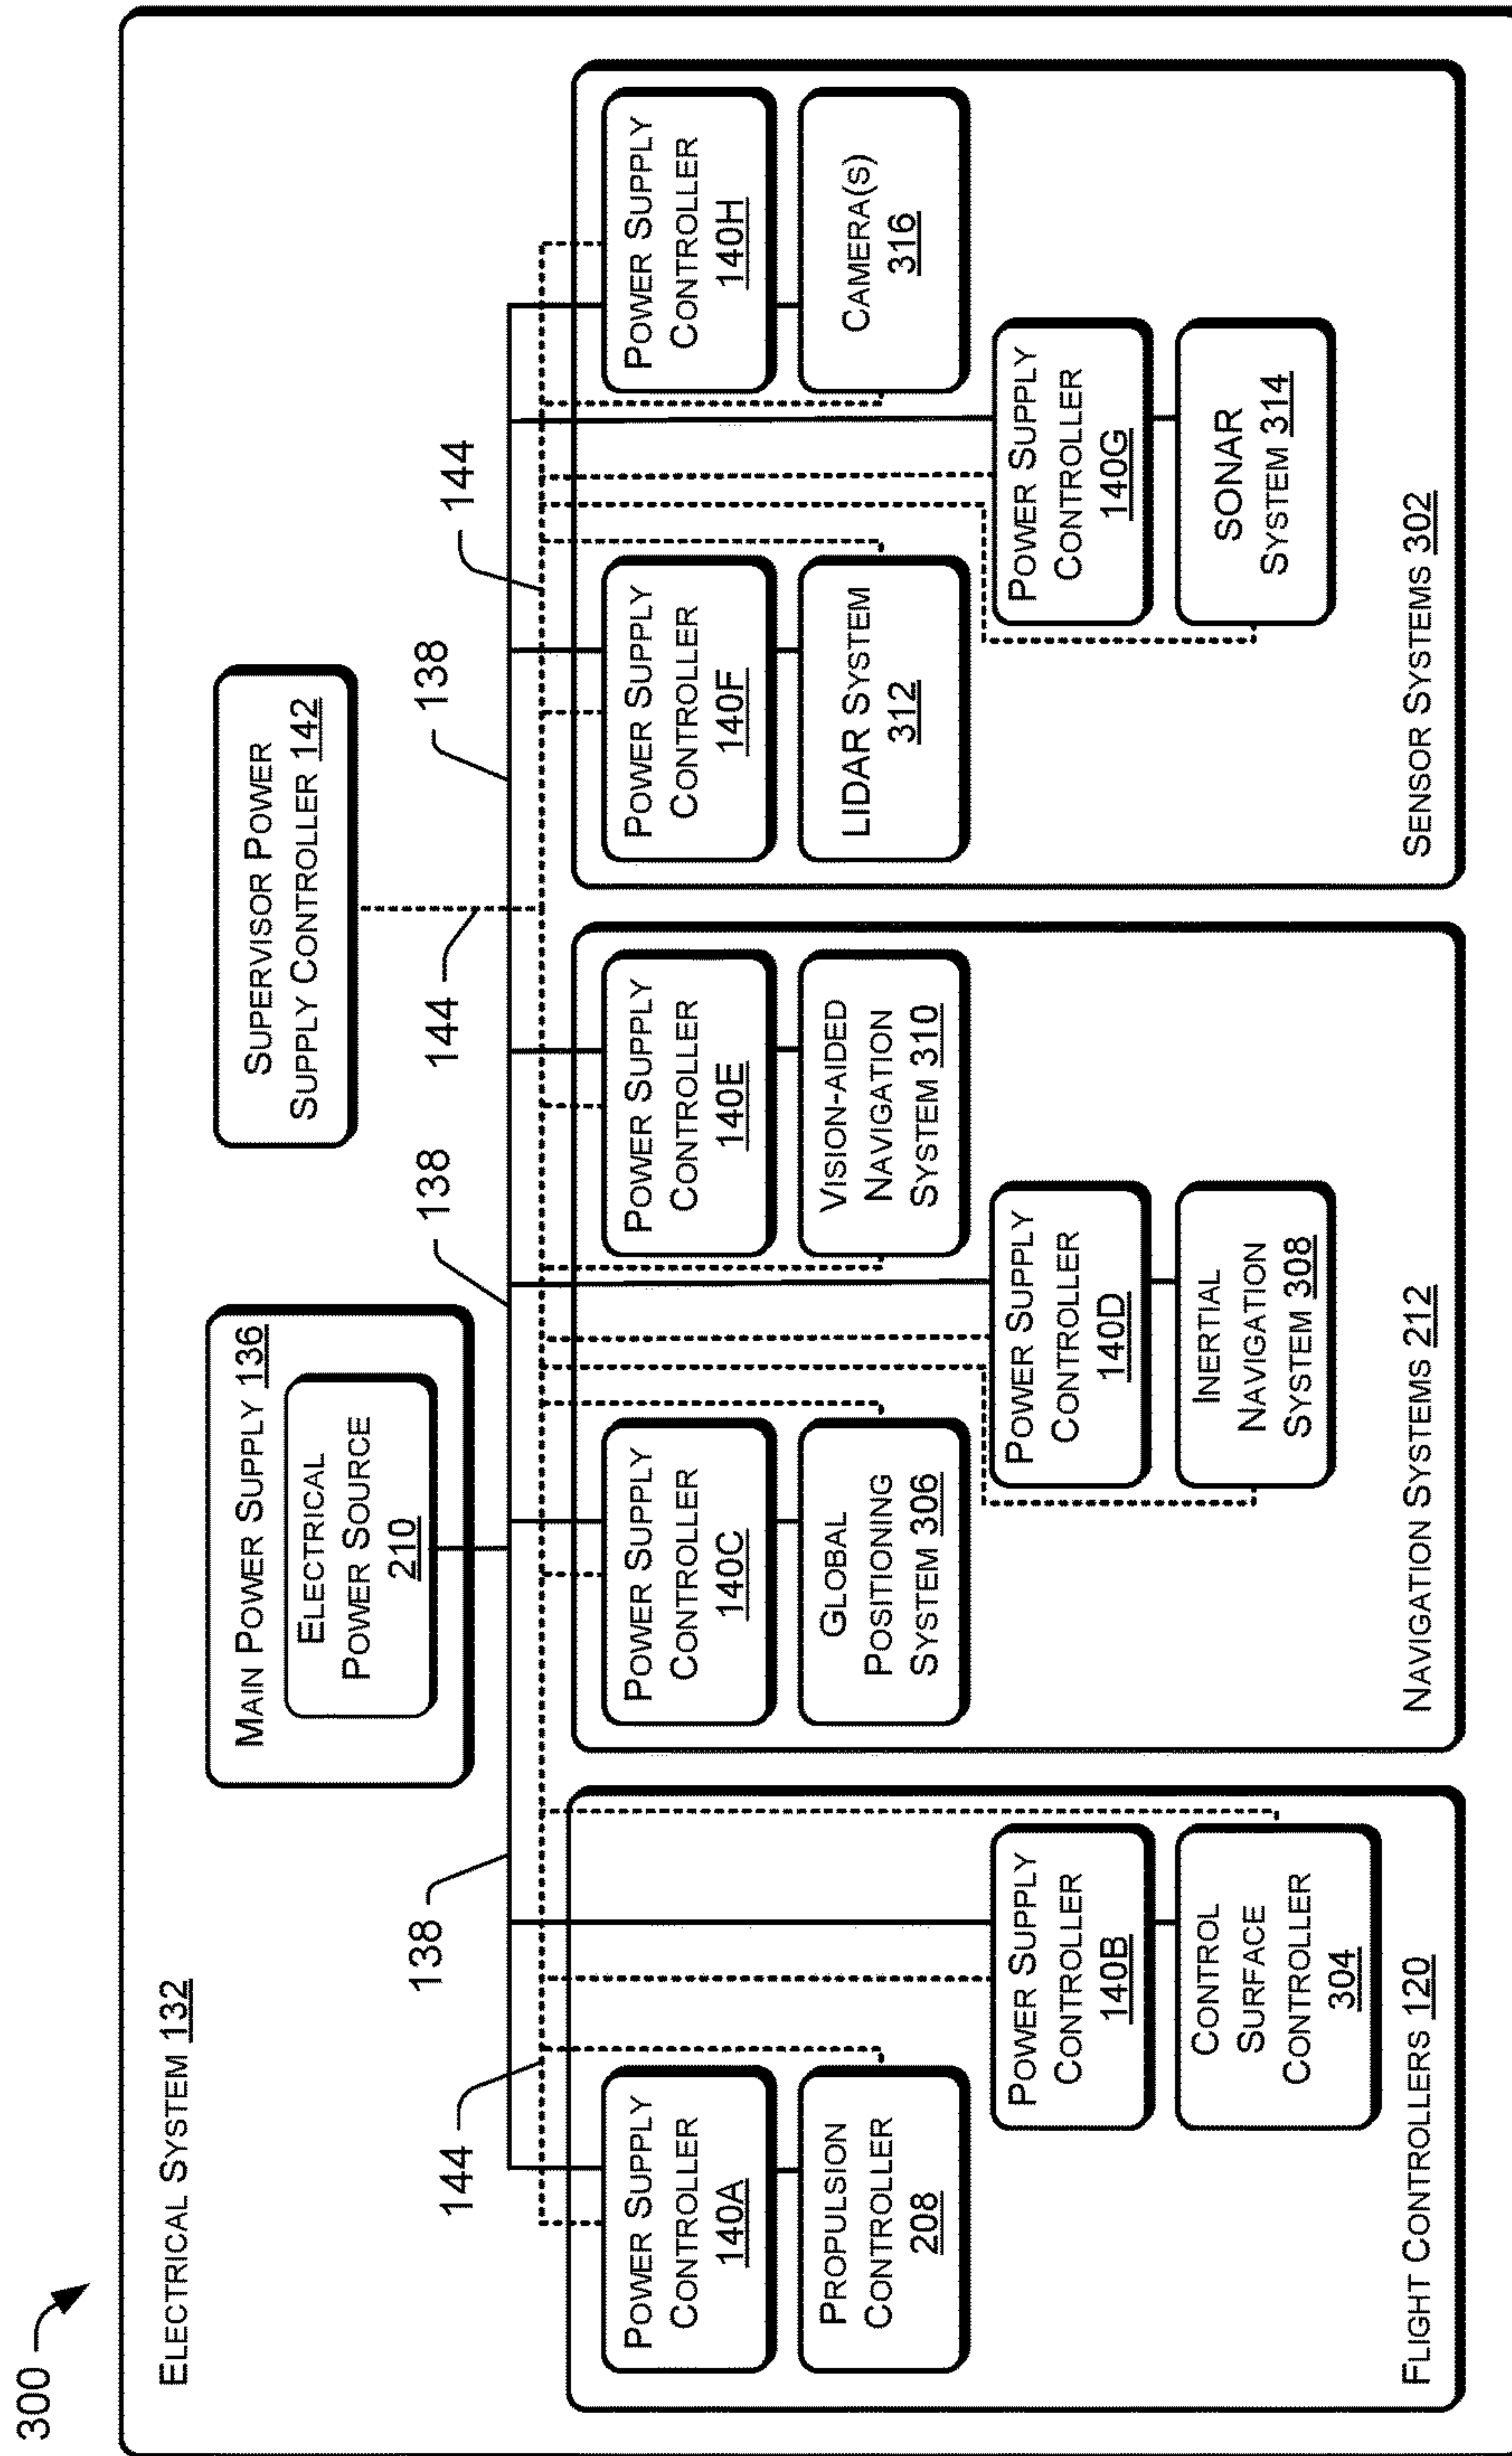 300
ELECTRICAL SYSTEM 132
MAIN POWER SUPPLY 136
ELECTRICAL
POWER SOURCE
210
SUPERVISOR POWER
SUPPLY CONTROLLER 142
144
138
138
144
138
144
POWER SUPPLY
CONTROLLER
140A
PROPULSION
CONTROLLER
208
POWER SUPPLY
CONTROLLER
140B
CONTROL
SURFACE
CONTROLLER
304
FLIGHT CONTROLLERS 120
POWER SUPPLY
CONTROLLER
140C
GLOBAL
POSITIONING
SYSTEM 306
POWER SUPPLY
CONTROLLER
140D
INERTIAL
NAVIGATION
SYSTEM 308
POWER SUPPLY
CONTROLLER
140E
VISION-AIDED
NAVIGATION
SYSTEM 310
NAVIGATION SYSTEMS 212
POWER SUPPLY
CONTROLLER
140F
LIDAR SYSTEM
312
POWER SUPPLY
CONTROLLER
140G
SONAR
SYSTEM 314
POWER SUPPLY
CONTROLLER
140H
CAMERA(S)
316
SENSOR SYSTEMS 302